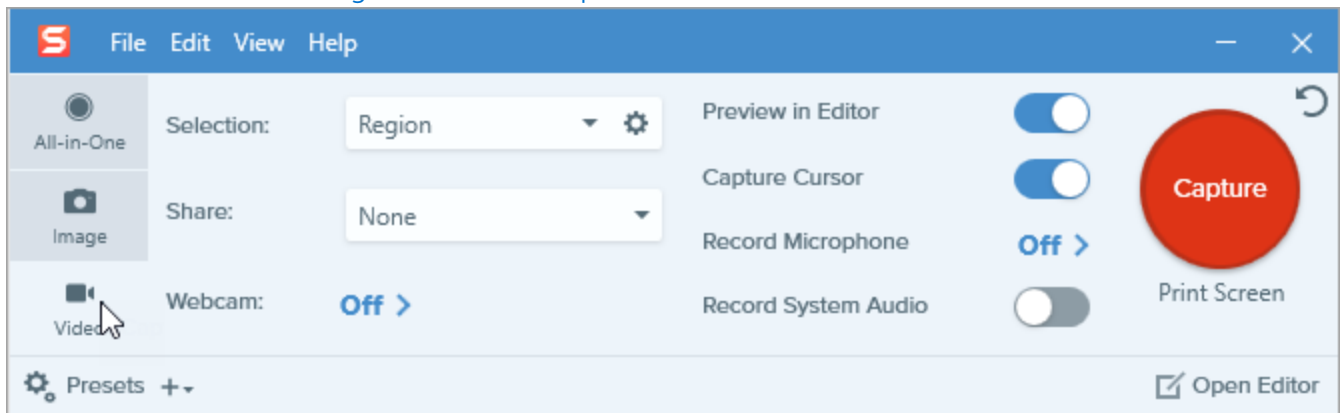 S File Edit View Help
All-in-One
Image
Video
Selection: Region
Share: None
Webcam: Off >
Preview in Editor
Capture Cursor
Record Microphone Off >
Record System Audio
Capture
Print Screen
Presets +
Open Editor